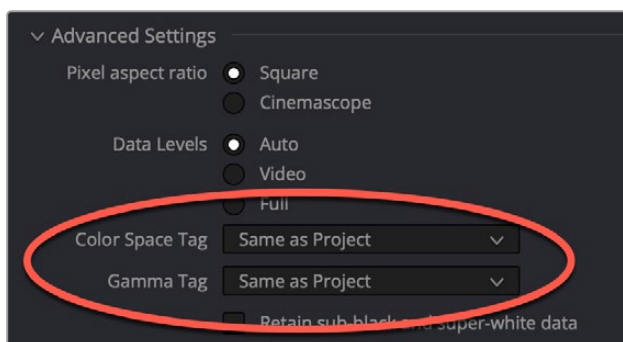 Advanced Settings
Pixel aspect ratio Square
Cinemascope
Data Levels Auto
Video
Full
Color Space Tag Same as Project
Gamma Tag Same as Project
Retain sub-black and super-white data